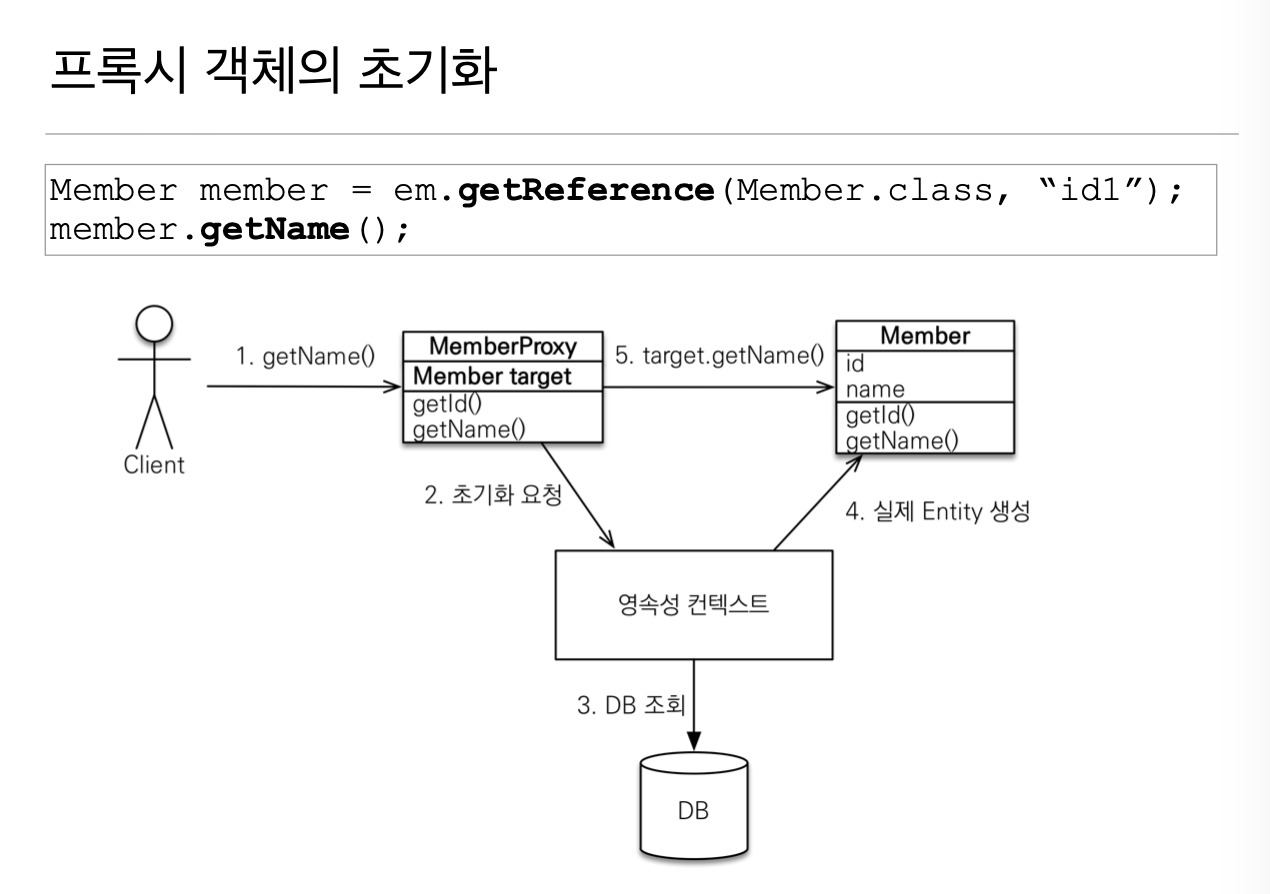 프록시 객체의 초기화
Member member = em.getReference(Member.class, “id1”);
member.getName();
Client
1. getName()
MemberProxy
Member target
getId()
getName()
5. target.getName()
Member
id
name
getId()
getName()
2. 초기화 요청
4. 실제 Entity 생성
영속성 컨텍스트
3. DB 조회
DB